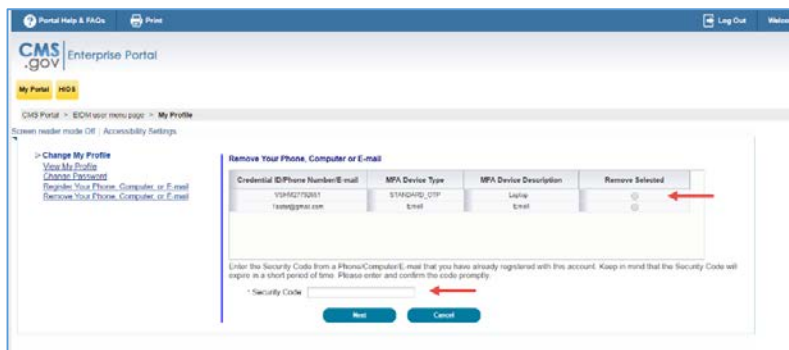 Portal Help & FAQs Print Log Out
CMS.gov Enterprise Portal
My Portal HIOS
CMS Portal > EIDM user menu page > My Profile
Screen reader mode Off | Accessibility Settings
Change My Profile
View My Profile
Change Password
Register Your Phone, Computer, or E-mail
Remove Your Phone, Computer, or E-mail
Remove Your Phone, Computer or E-mail
Credential ID/Phone Number/E-mail MFA Device Type MFA Device Description Remove Selected
STANDARD_OTP Laptop
Email Email
Enter the Security Code from a Phone/Computer/E-mail that you have already registered with this account. Keep in mind that the Security Code will
expire in a short period of time. Please enter and confirm the code promptly.
* Security Code
Next Cancel